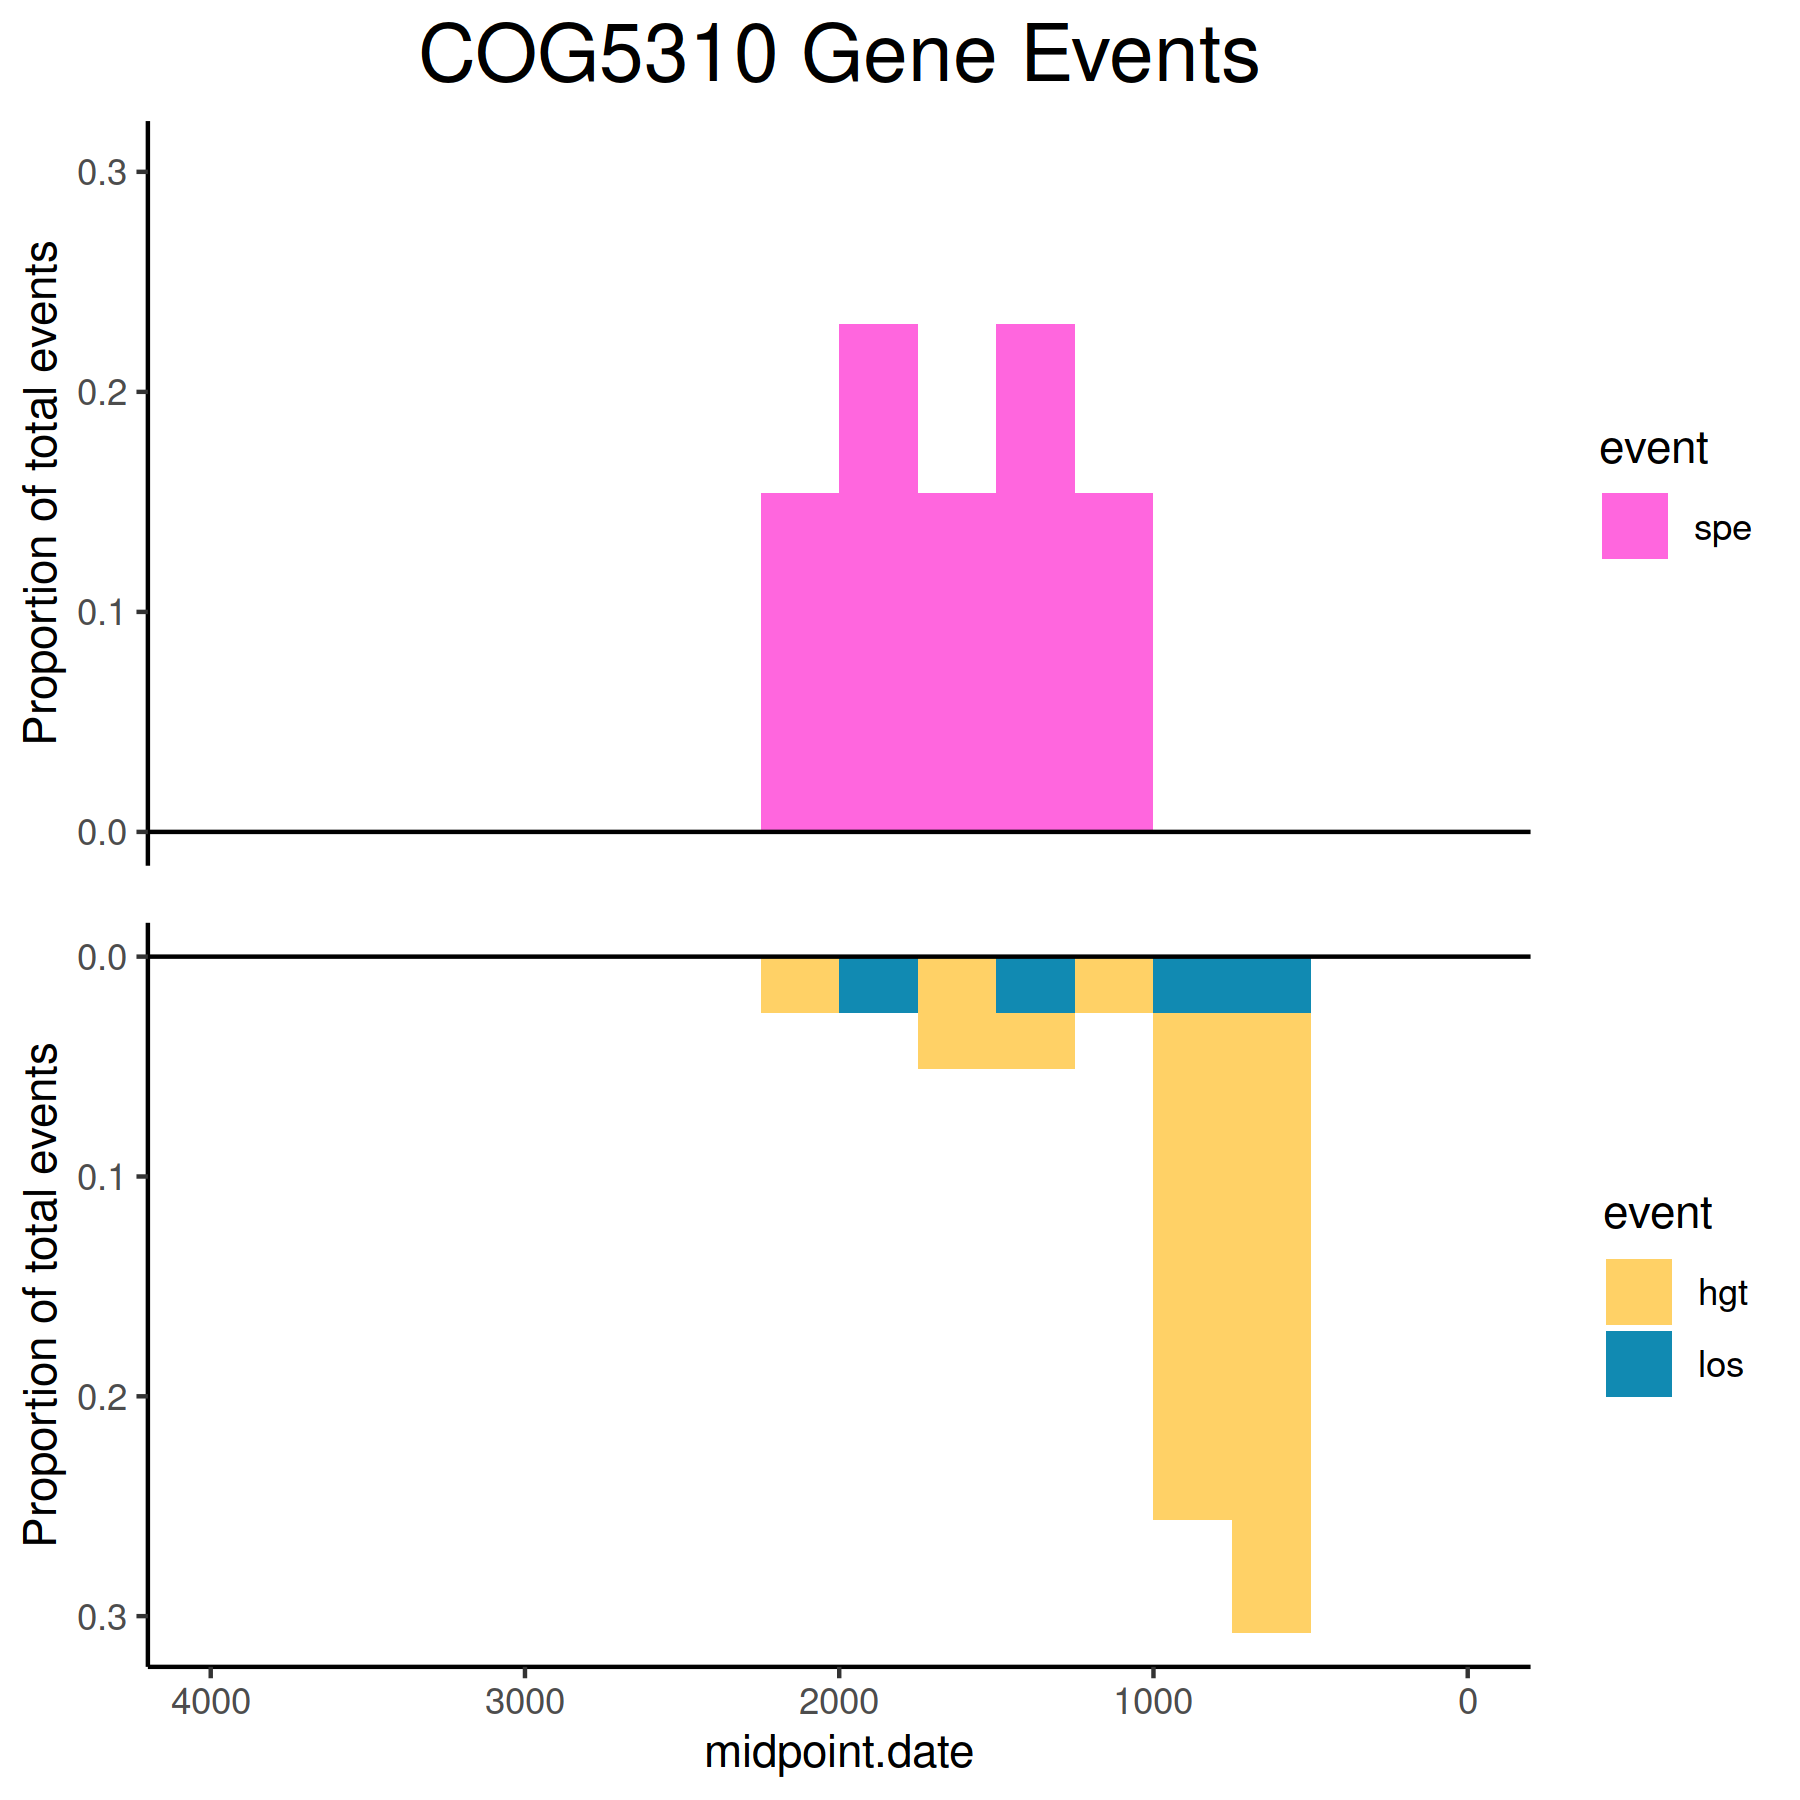 COG5310 Gene Events
Proportion of total events
0.3
0.2
0.1
0.0
event
spe
Proportion of total events
0.0
0.1
0.2
0.3
event
hgt
los
4000 3000 2000 1000 0
midpoint.date